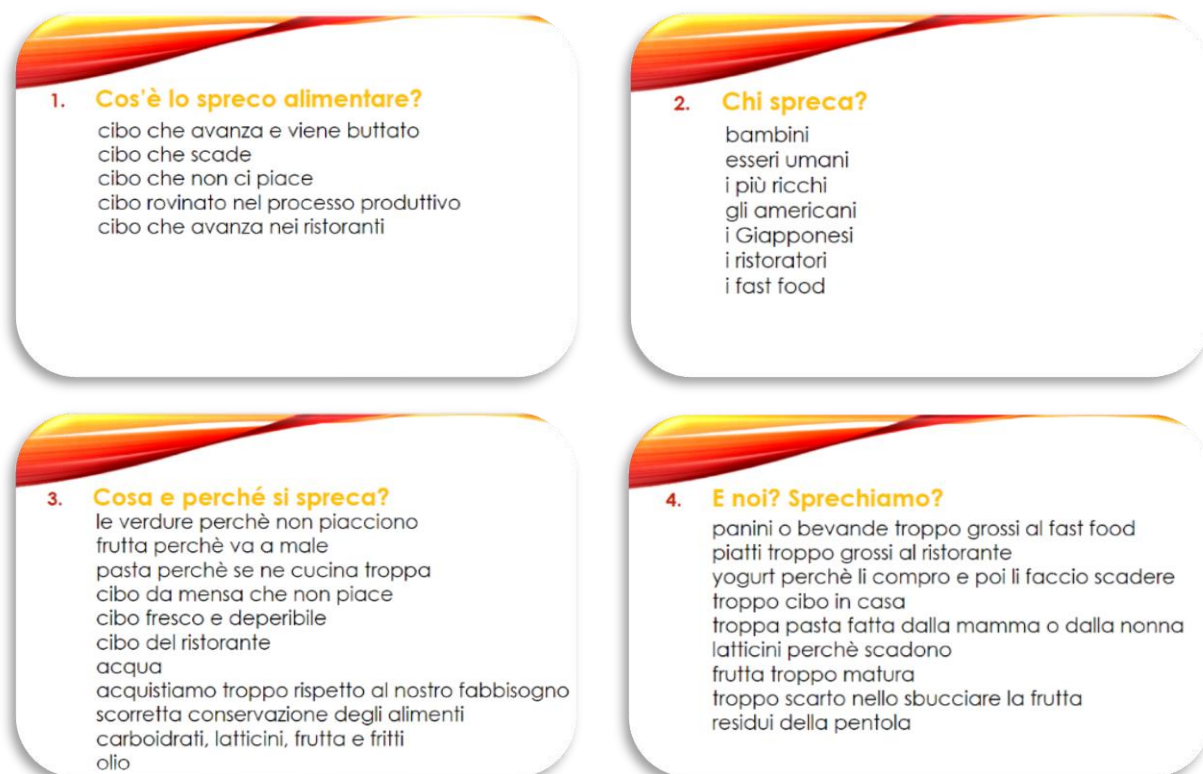 1. Cos'è lo spreco alimentare?
cibo che avanza e viene buttato
cibo che scade
cibo che non ci piace
cibo rovinato nel processo produttivo
cibo che avanza nei ristoranti
2. Chi spreca?
bambini
esseri umani
i più ricchi
gli americani
i Giapponesi
i ristoratori
i fast food
3. Cosa e perché si spreca?
le verdure perchè non piacciono
frutta perchè va a male
pasta perchè se ne cucina troppa
cibo da mensa che non piace
cibo fresco e deperibile
cibo del ristorante
acqua
acquistiamo troppo rispetto al nostro fabbisogno
scorretta conservazione degli alimenti
carboidrati, latticini, frutta e fritti
olio
4. E noi? Sprechiamo?
panini o bevande troppo grossi al fast food
piatti troppo grossi al ristorante
yogurt perchè li compro e poi li faccio scadere
troppo cibo in casa
troppa pasta fatta dalla mamma o dalla nonna
latticini perchè scadono
frutta troppo matura
troppo scarto nello sbucciare la frutta
residui della pentola